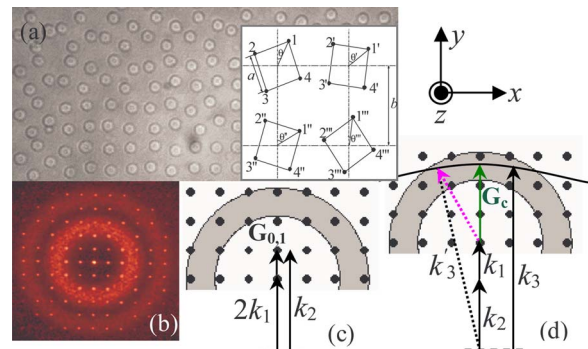 (a)
2 1 θ 2' 1' θ'
a 3 4 3' 4' b
2'' 1'' θ'' 2''' 1''' θ'''
3'' 4'' 3''' 4'''
y
x
z
(b)
G0,1
2k1 k2 (c)
Gc
k'3 k1 k2 k3 (d)